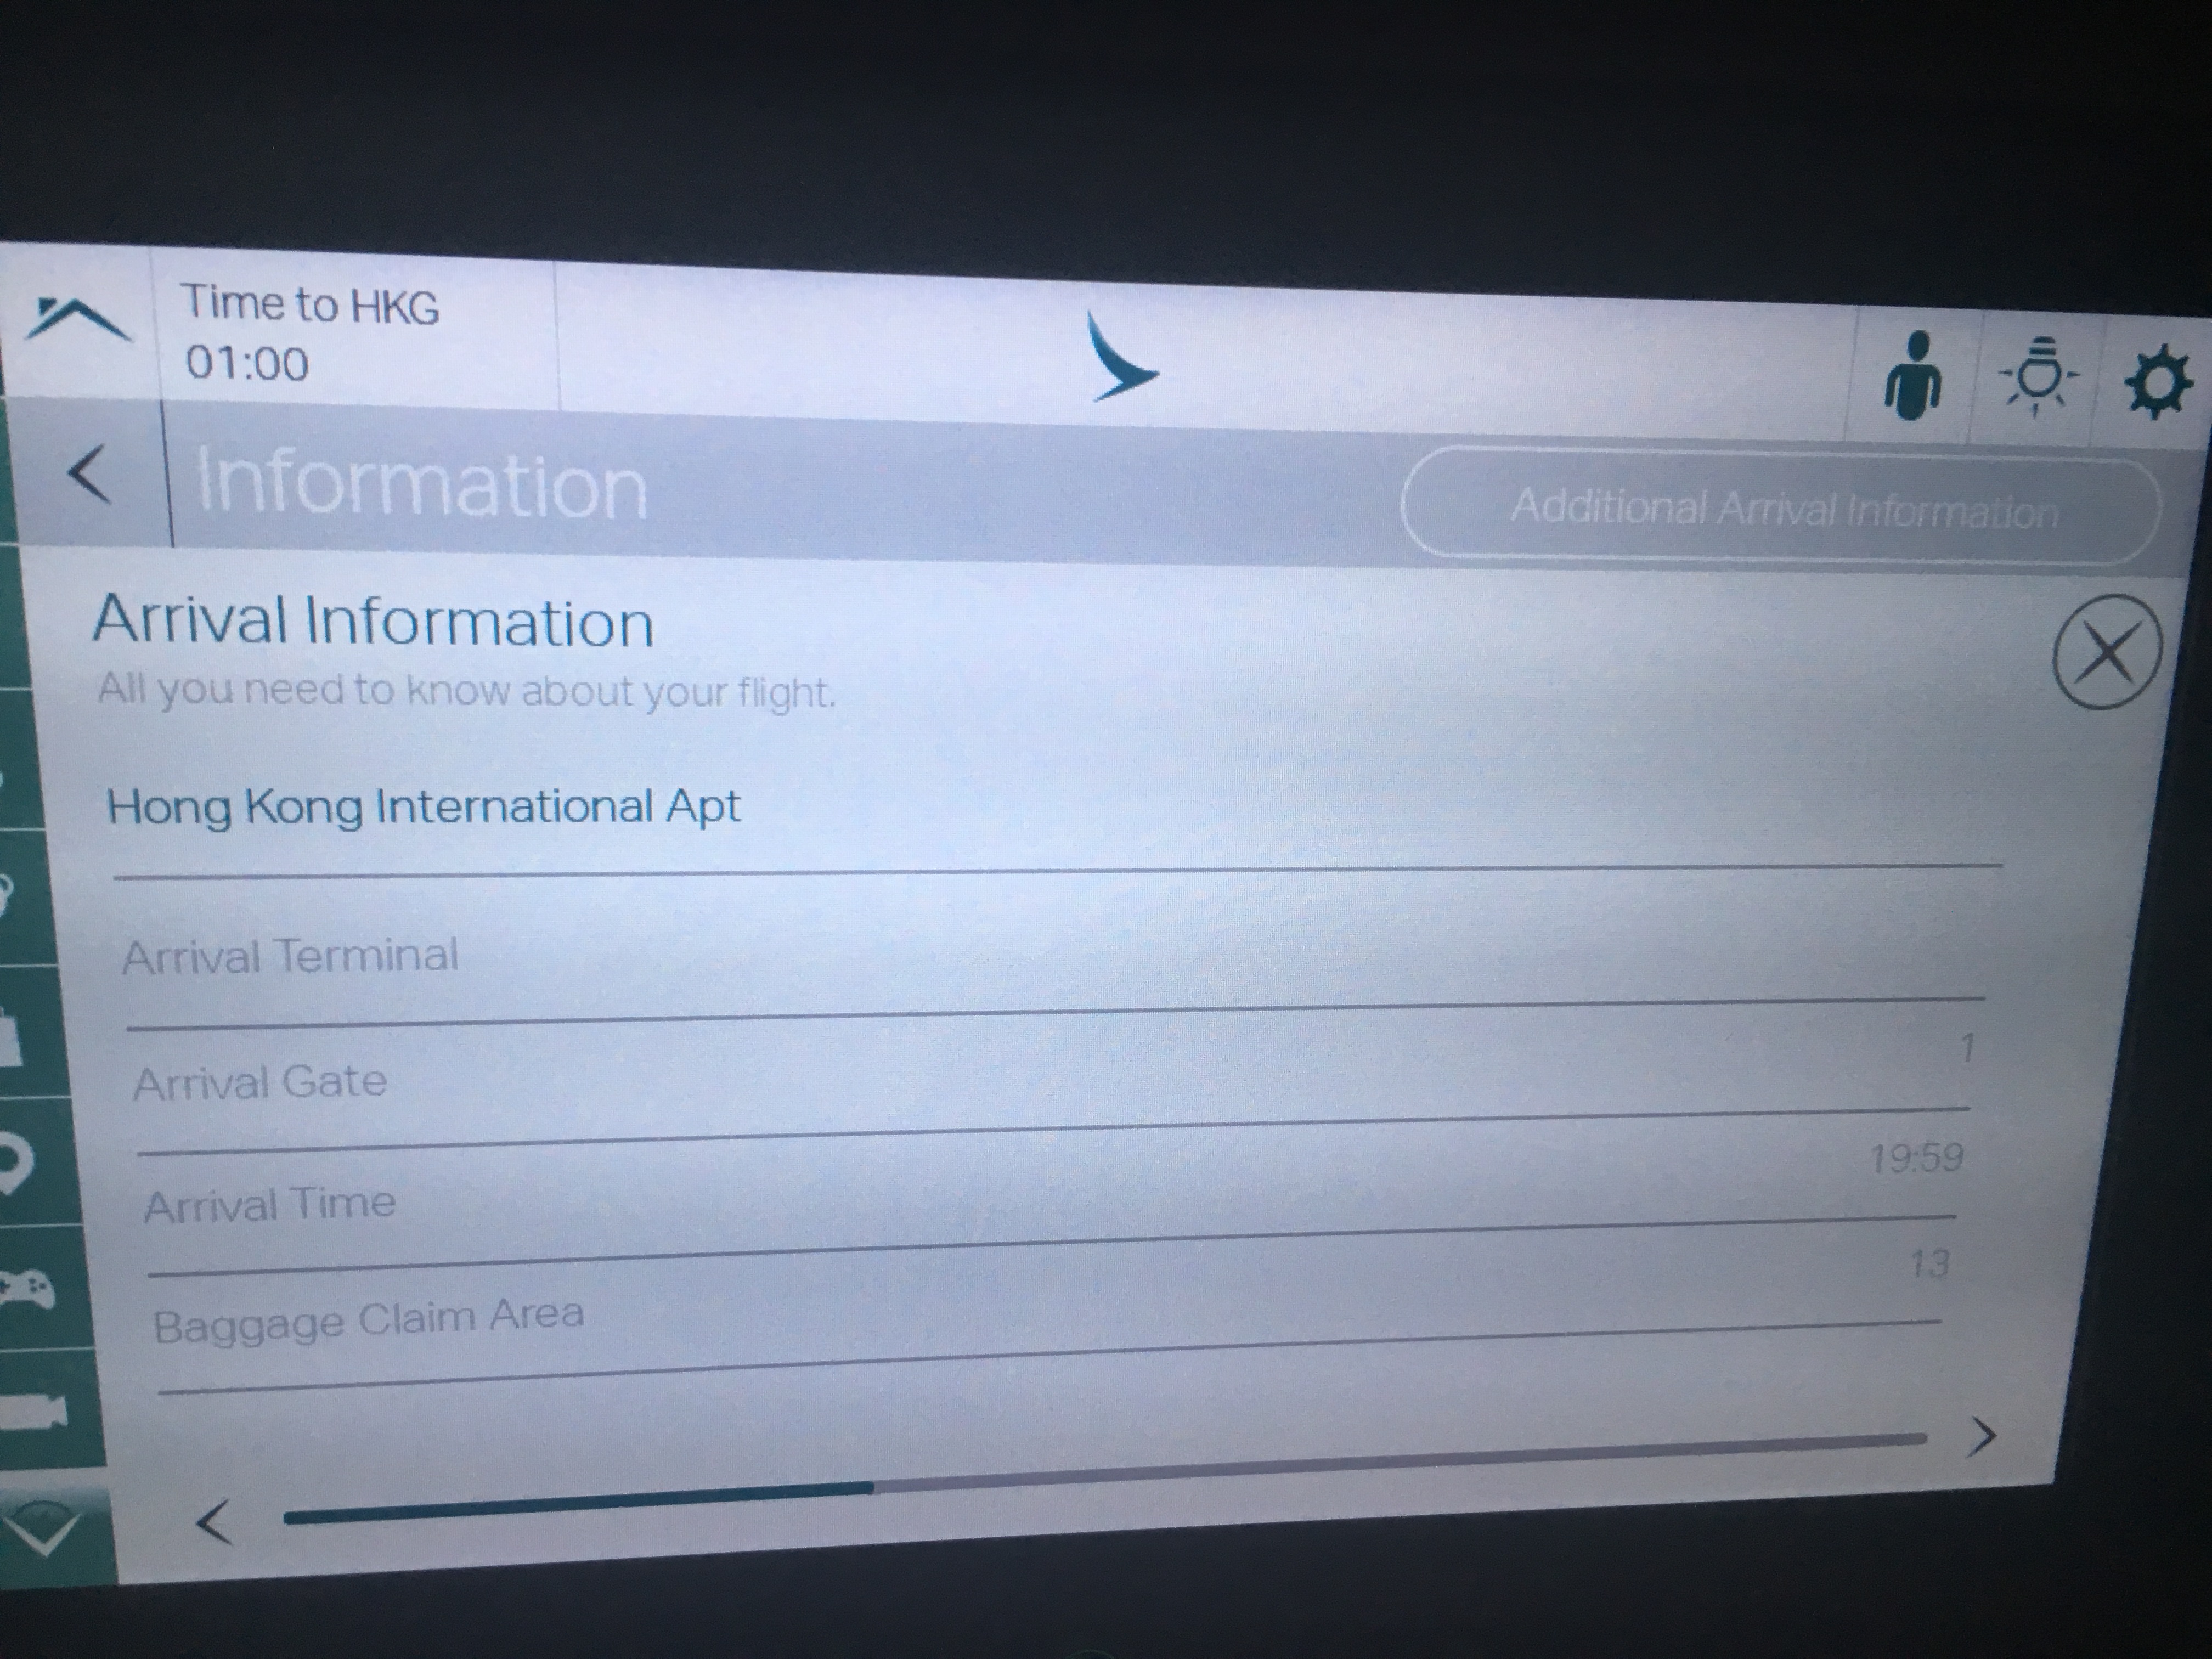 Time to HKG
01:00
Information
Additional Arrival Information
Arrival Information
All you need to know about your flight.
Hong Kong International Apt
Arrival Terminal
Arrival Gate
1
Arrival Time
19:59
Baggage Claim Area
13